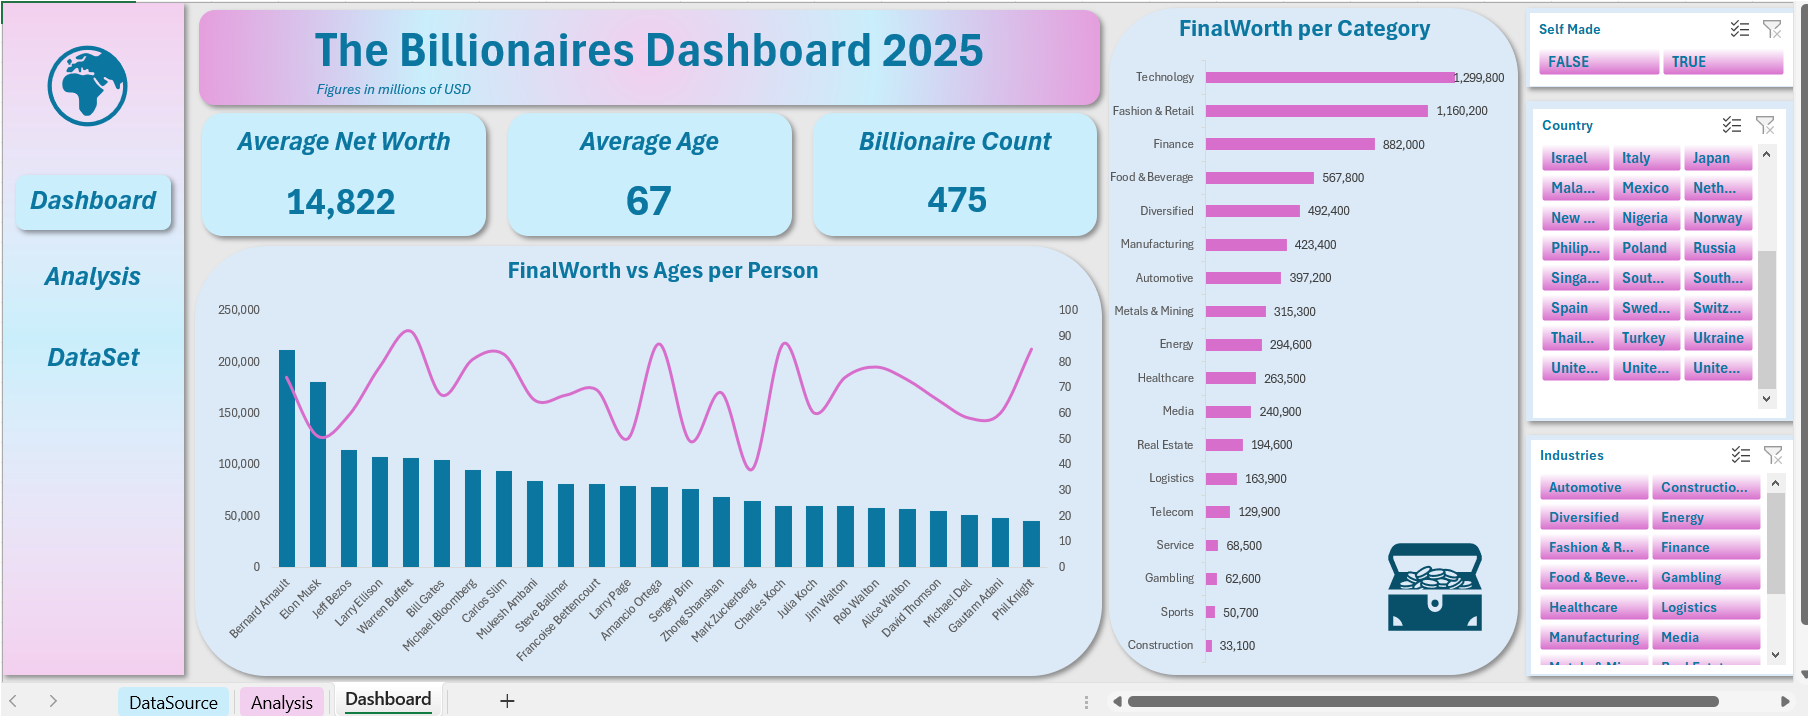 The Billionaires Dashboard 2025
Figures in millions of USD
Dashboard
Analysis
DataSet
Average Net Worth
14,822
Average Age
67
Billionaire Count
475
FinalWorth vs Ages per Person
250,000
200,000
150,000
100,000
50,000
0
100
90
80
70
60
50
40
30
20
10
0
Bernard Arnault
Elon Musk
Jeff Bezos
Larry Ellison
Warren Buffett
Bill Gates
Michael Bloomberg
Carlos Slim
Mukesh Ambani
Steve Ballmer
Francoise Bettencourt
Larry Page
Amancio Ortega
Sergey Brin
Zhong Shanshan
Mark Zuckerberg
Charles Koch
Julia Koch
Jim Walton
Rob Walton
Alice Walton
David Thomson
Michael Dell
Gautam Adani
Phil Knight
FinalWorth per Category
Technology 1,299,800
Fashion & Retail 1,160,200
Finance 882,000
Food & Beverage 567,800
Diversified 492,400
Manufacturing 423,400
Automotive 397,200
Metals & Mining 315,300
Energy 294,600
Healthcare 263,500
Media 240,900
Real Estate 194,600
Logistics 163,900
Telecom 129,900
Service 68,500
Gambling 62,600
Sports 50,700
Construction 33,100
Self Made
FALSE TRUE
Country
Israel Italy Japan
Mala... Mexico Neth...
New ... Nigeria Norway
Philip... Poland Russia
Singa... Sout... South...
Spain Swed... Switz...
Thail... Turkey Ukraine
Unite... Unite... Unite...
Industries
Automotive Constructio...
Diversified Energy
Fashion & R... Finance
Food & Beve... Gambling
Healthcare Logistics
Manufacturing Media
DataSource Analysis Dashboard